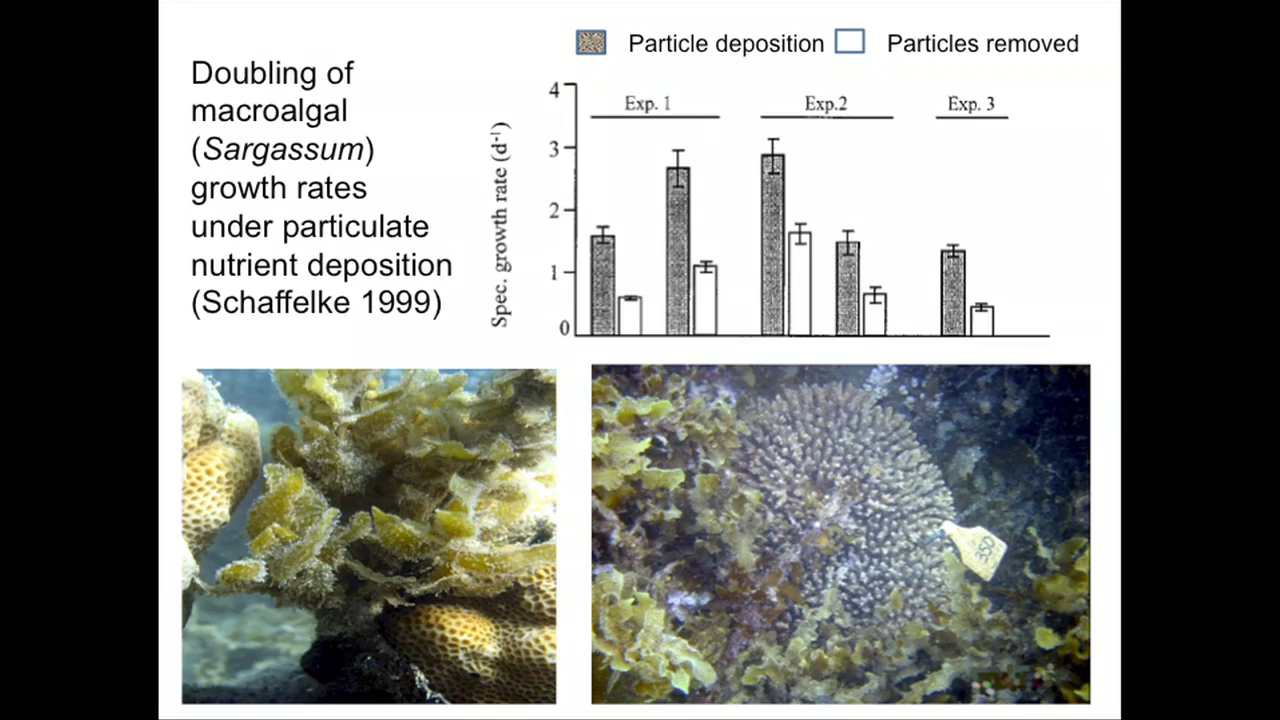 Particle deposition
Particles removed
Doubling of
macroalgal
(Sargassum)
growth rates
under particulate
nutrient deposition
(Schaffelke 1999)
Spec. growth rate (d-1)
4
3
2
1
0
Exp. 1
Exp.2
Exp. 3